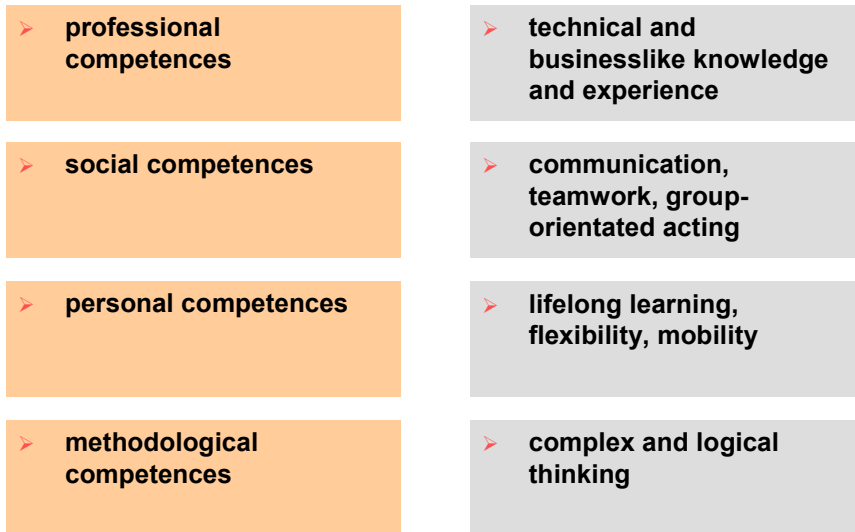 professional
competences
technical and
businesslike knowledge
and experience
social competences
communication,
teamwork, group-
orientated acting
personal competences
lifelong learning,
flexibility, mobility
methodological
competences
complex and logical
thinking